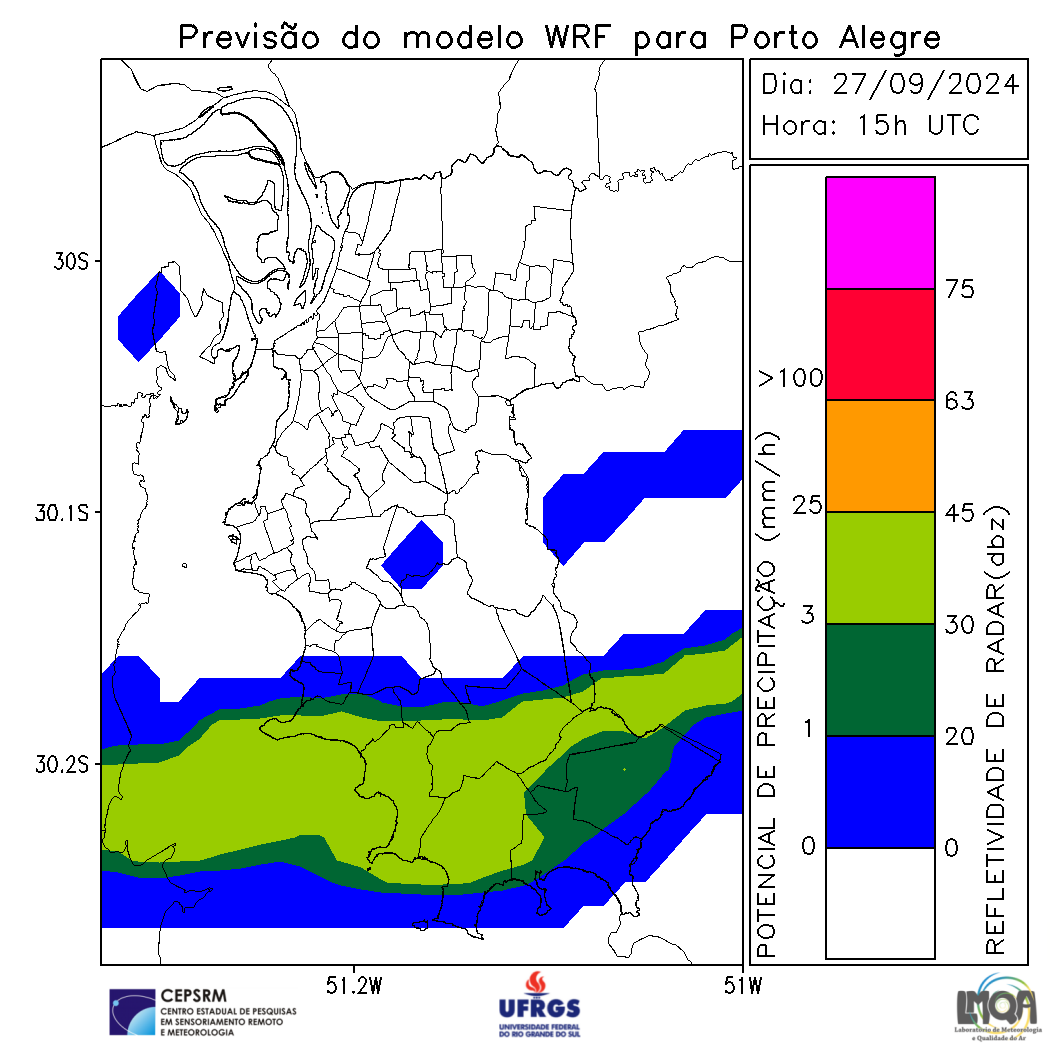 Previsão do modelo WRF para Porto Alegre
Dia: 27/09/2024
Hora: 15h UTC
30S
30.1S
30.2S
51.2W
51W
POTENCIAL DE PRECIPITAÇÃO (mm/h)
>100
25
3
1
0
75
63
45
30
20
0
REFLETIVIDADE DE RADAR(dbz)
CEPSRM
CENTRO ESTADUAL DE PESQUISAS
EM SENSORIAMENTO REMOTO
E METEOROLOGIA
UFRGS
UNIVERSIDADE FEDERAL
DO RIO GRANDE DO SUL
LMQA
Laboratório de Meteorologia
e Qualidade do Ar